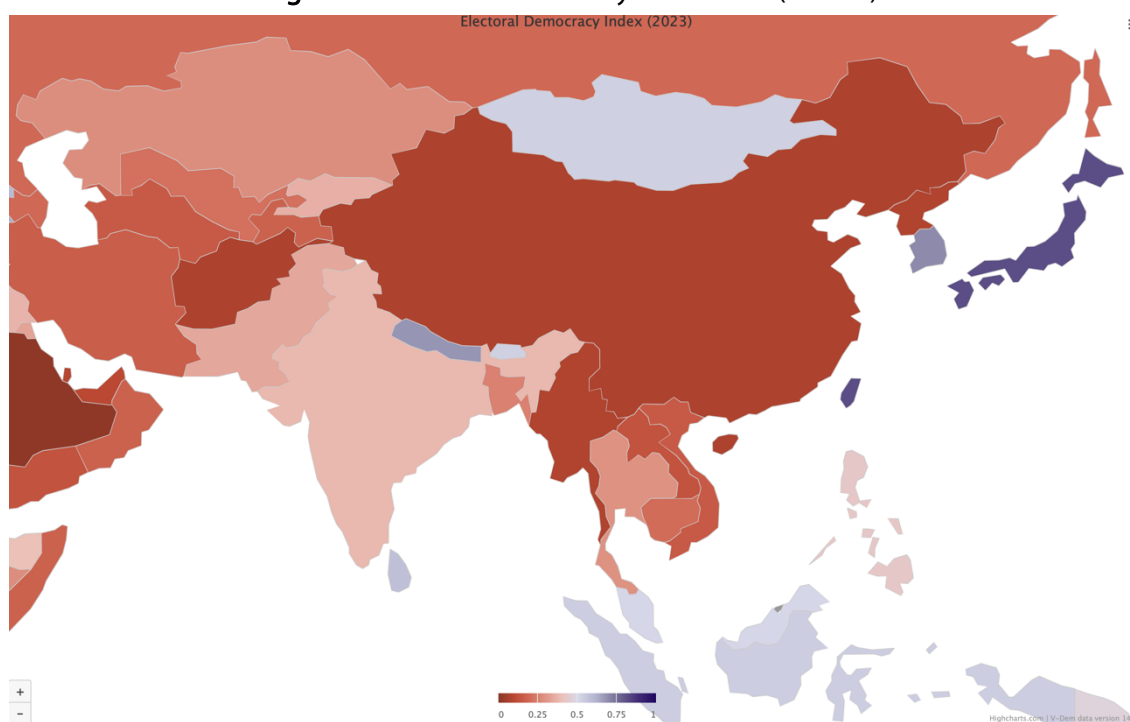 Electoral Democracy Index (2023)
+
−
0 0.25 0.5 0.75 1
Highcharts.com | V-Dem data version 14